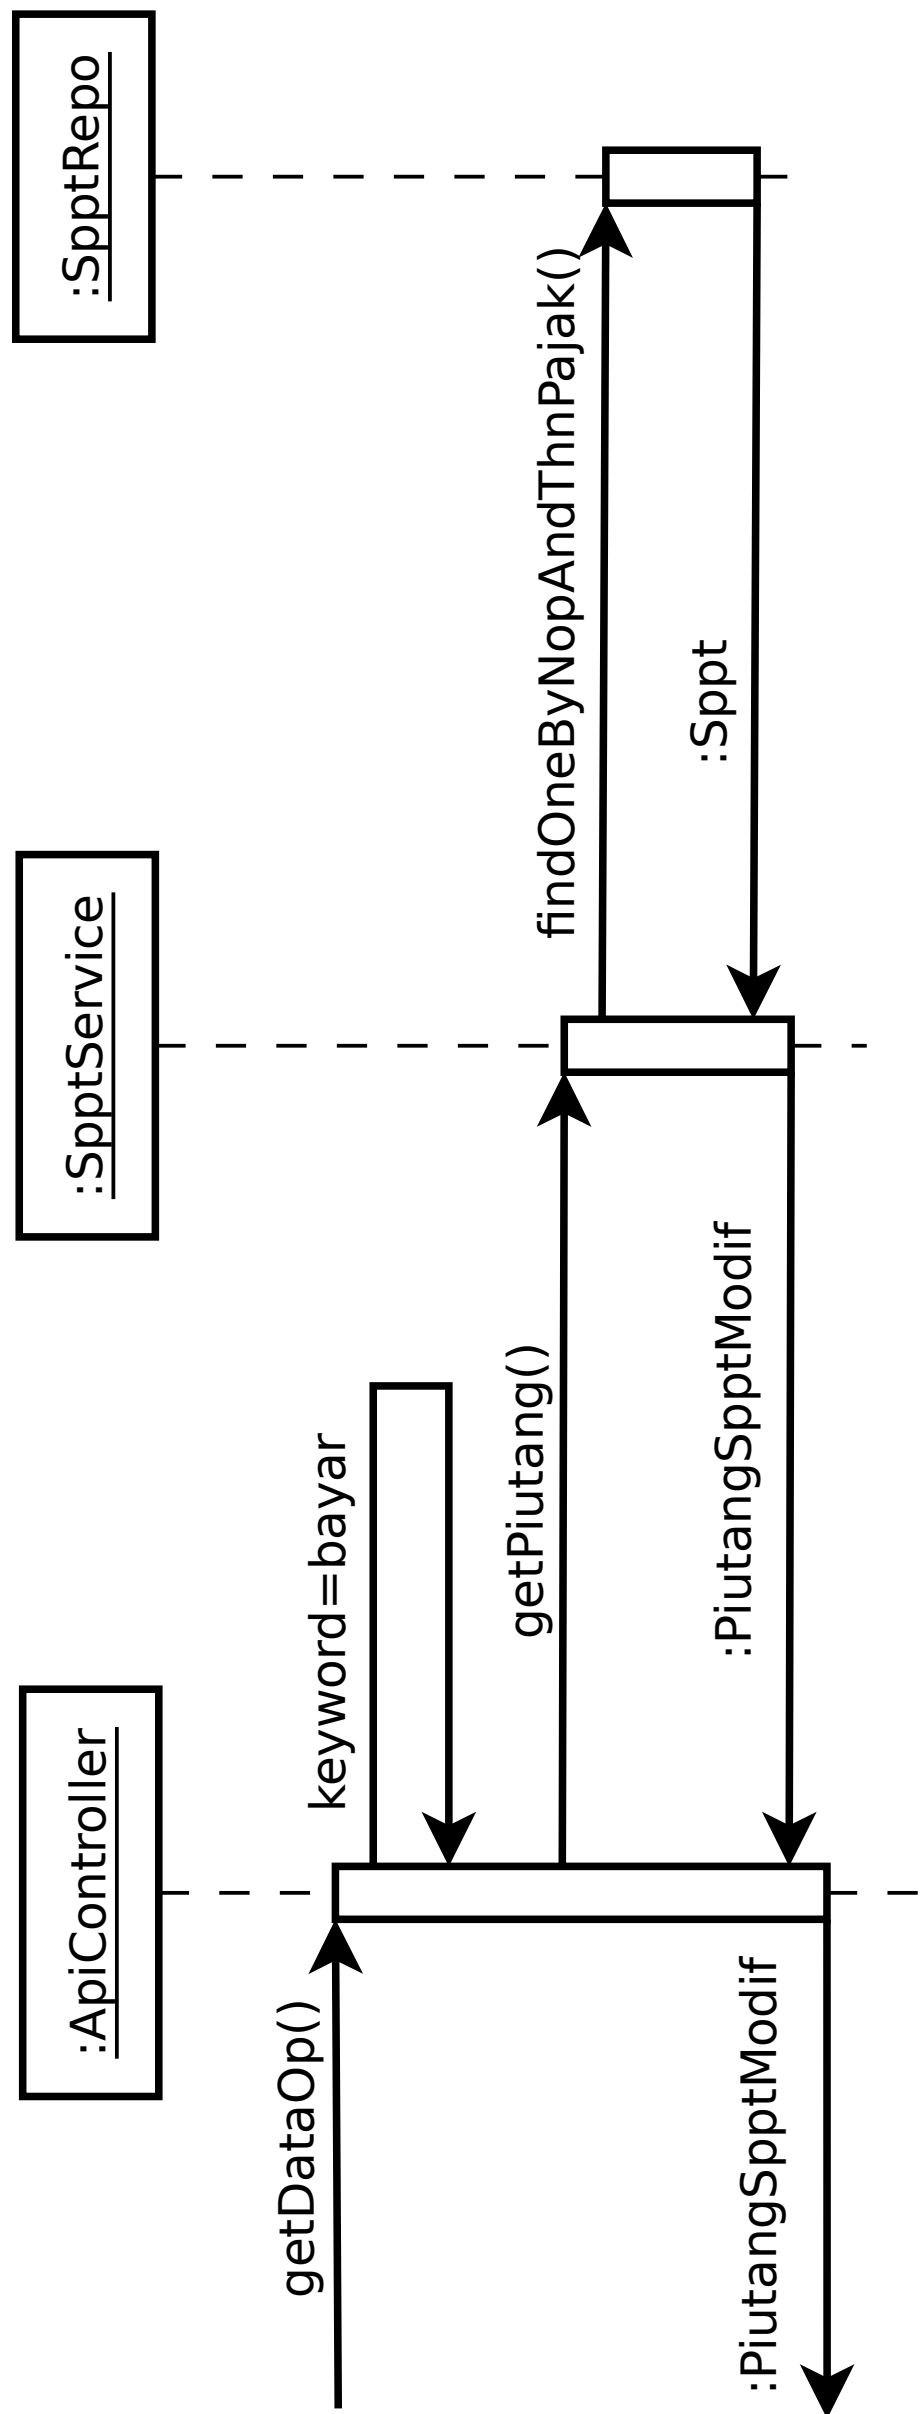 :ApiController
:SpptService
:SpptRepo
getDataOp()
keyword=bayar
getPiutang()
findOneByNopAndThnPajak()
:Sppt
:PiutangSpptModif
:PiutangSpptModif